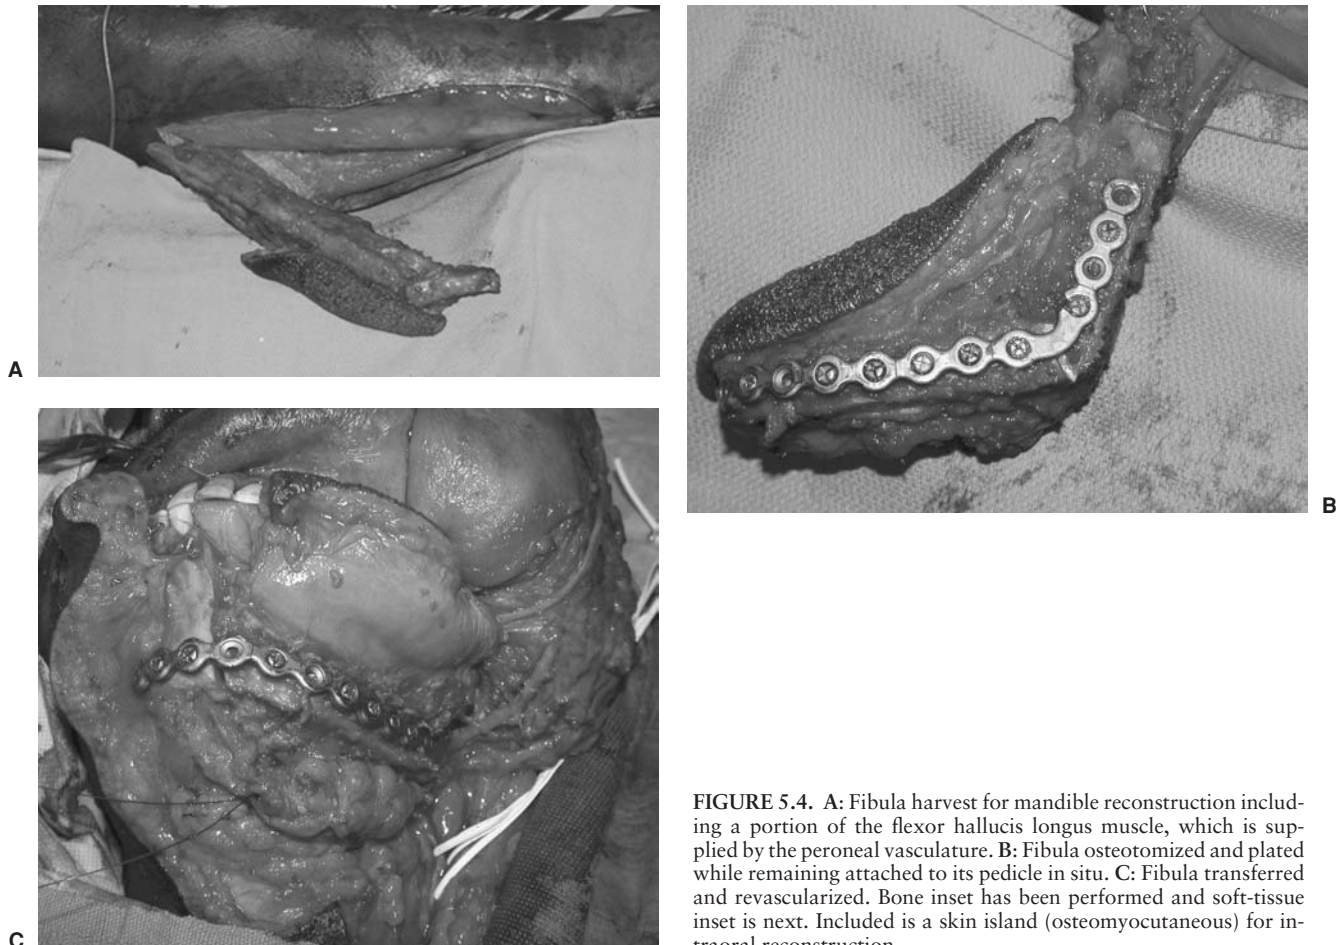 A
B
C
FIGURE 5.4. A: Fibula harvest for mandible reconstruction includ-
ing a portion of the flexor hallucis longus muscle, which is sup-
plied by the peroneal vasculature. B: Fibula osteotomized and plated
while remaining attached to its pedicle in situ. C: Fibula transferred
and revascularized. Bone inset has been performed and soft-tissue
inset is next. Included is a skin island (osteomyocutaneous) for in-
traoral reconstruction.